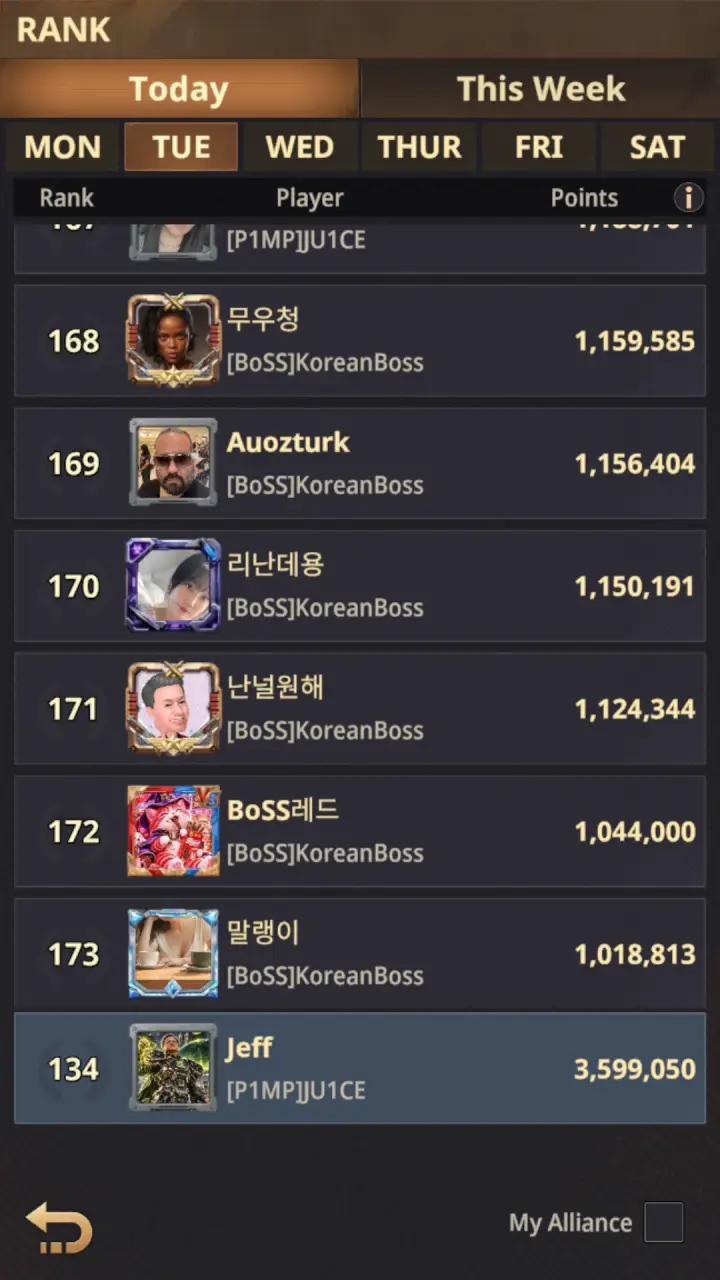 RANK
Today
This Week
MON TUE WED THUR FRI SAT
Rank Player Points
[P1MP]JU1CE
무우청
168 1,159,585
[BoSS]KoreanBoss
Auozturk
169 1,156,404
[BoSS]KoreanBoss
리난데용
170 1,150,191
[BoSS]KoreanBoss
난널원해
171 1,124,344
[BoSS]KoreanBoss
BoSS레드
172 1,044,000
[BoSS]KoreanBoss
말랭이
173 1,018,813
[BoSS]KoreanBoss
Jeff
134 3,599,050
[P1MP]JU1CE
My Alliance